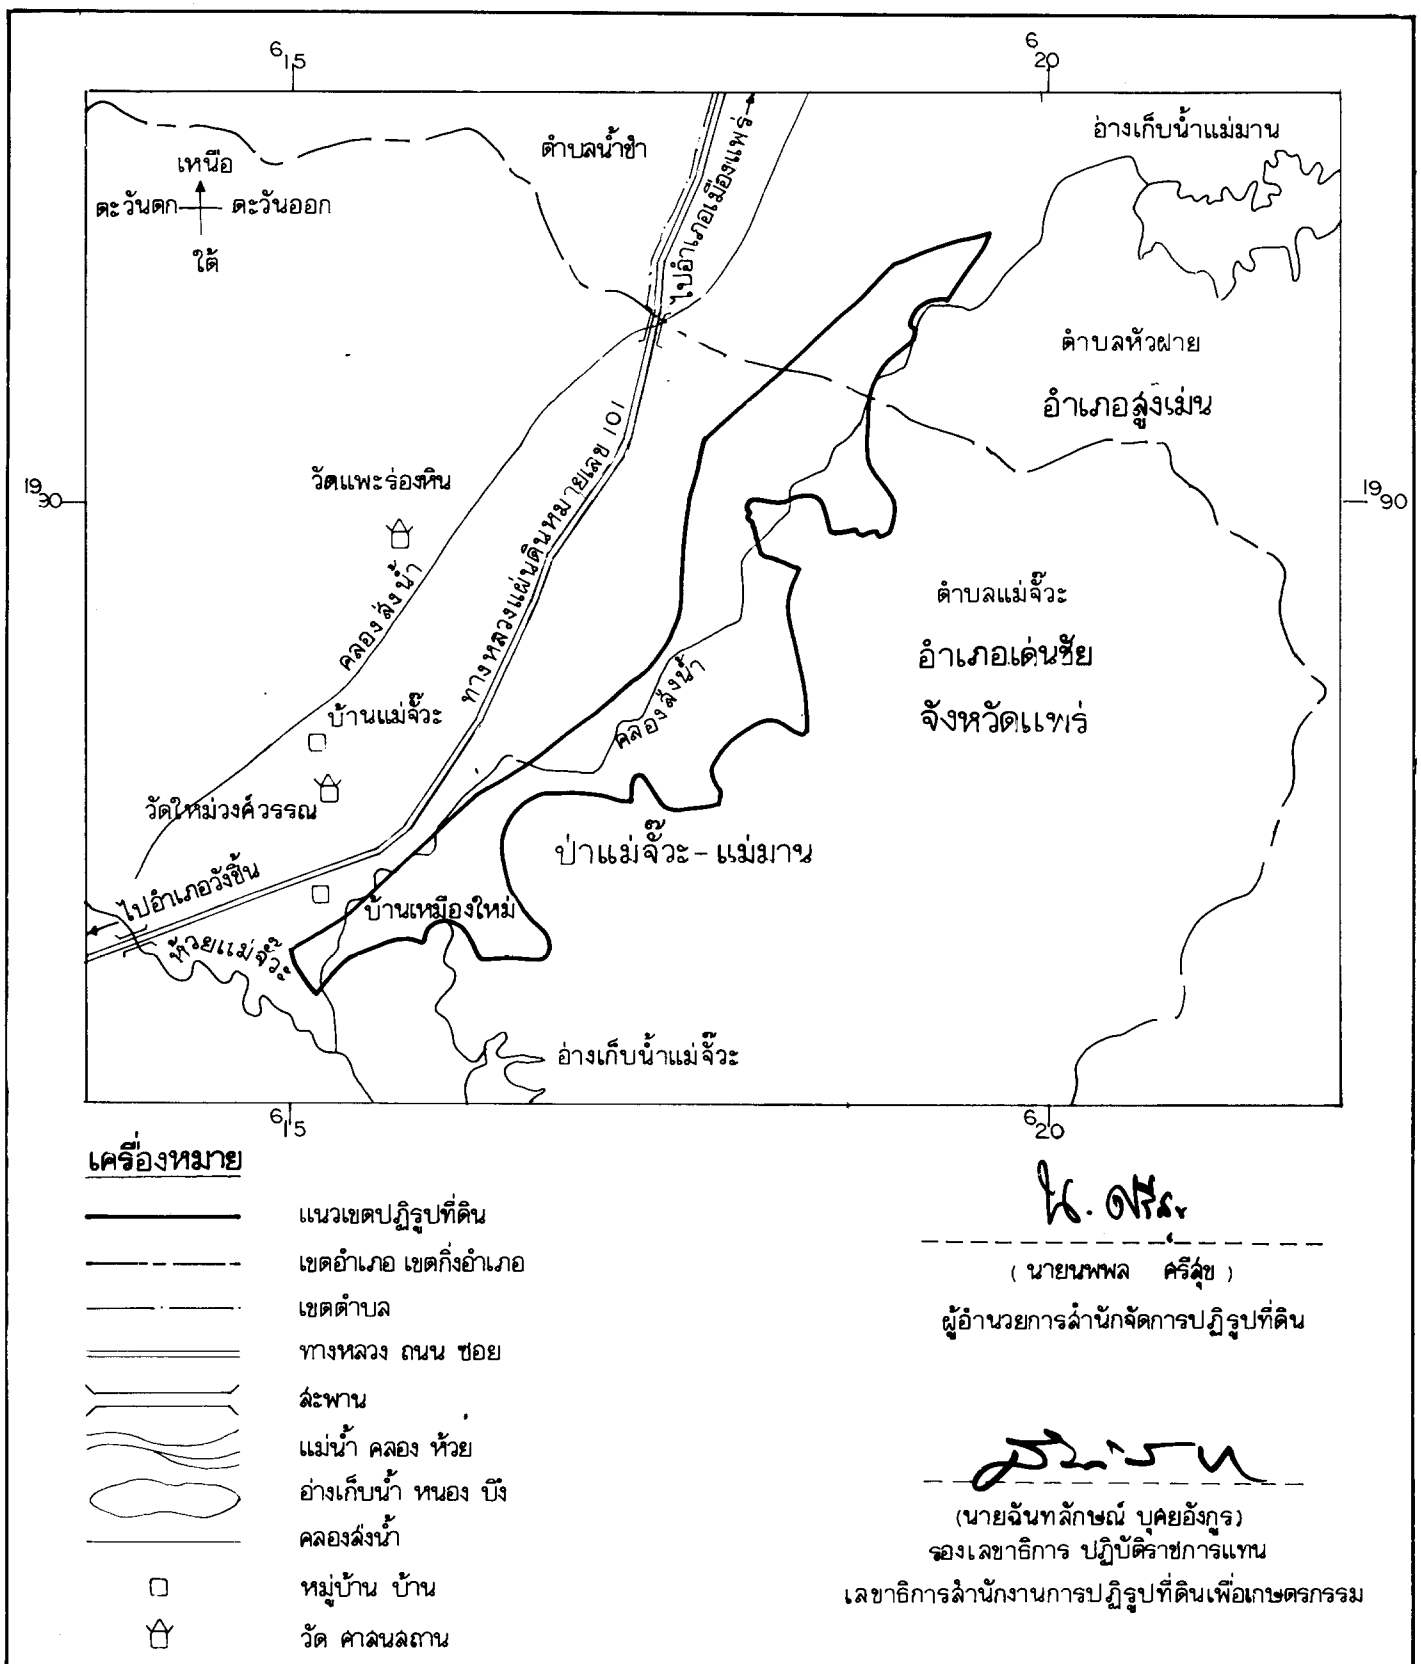 615
620
อ่างเก็บน้ำแม่มาน
ตำบลน้ำชำ
เหนือ
ตะวันตก ตะวันออก
ใต้
ไปอำเภอเมืองแพร่
ตำบลหัวฝาย
อำเภอสูงเม่น
ทางหลวงแผ่นดินหมายเลข 101
วัดแพะร่องหิน
1990
1990
คลองส่งน้ำ
ตำบลแม่จั๊วะ
อำเภอเด่นชัย
จังหวัดแพร่
คลองส่งน้ำ
บ้านแม่จั๊วะ
วัดใหม่วงค์วรรณ
ป่าแม่จั๊วะ-แม่มาน
ไปอำเภอวังชิ้น
บ้านเหมืองใหม่
ห้วยแม่จั๊วะ
อ่างเก็บน้ำแม่จั๊วะ
615
620
เครื่องหมาย
แนวเขตปฏิรูปที่ดิน
เขตอำเภอ เขตกิ่งอำเภอ
เขตตำบล
ทางหลวง ถนน ซอย
สะพาน
แม่น้ำ คลอง ห้วย
อ่างเก็บน้ำ หนอง บึง
คลองส่งน้ำ
หมู่บ้าน บ้าน
วัด ศาสนสถาน
(นายนพพล ศรีสุข)
ผู้อำนวยการสำนักจัดการปฏิรูปที่ดิน
(นายฉันทลักษณ์ บุศยอังกูร)
รองเลขาธิการ ปฏิบัติราชการแทน
เลขาธิการสำนักงานการปฏิรูปที่ดินเพื่อเกษตรกรรม